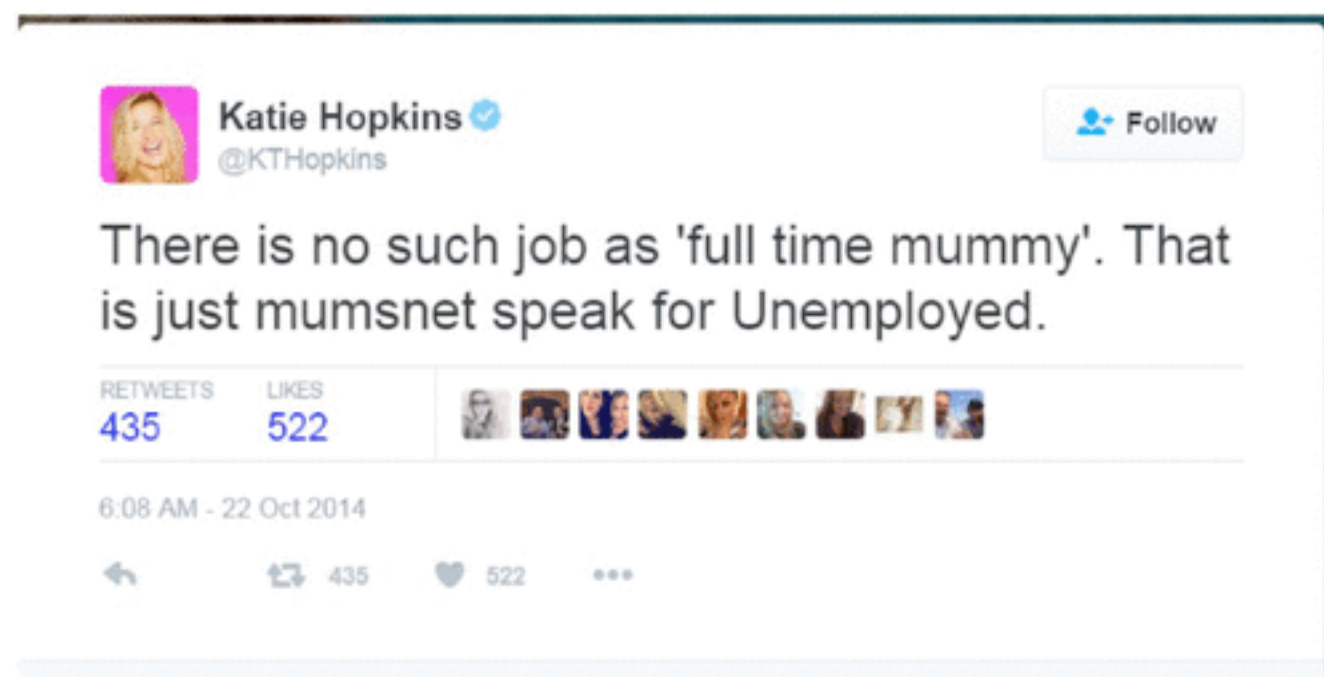 Katie Hopkins
@KTHopkins
Follow
There is no such job as 'full time mummy'. That
is just mumsnet speak for Unemployed.
RETWEETS LIKES
435 522
6:08 AM - 22 Oct 2014
435 522